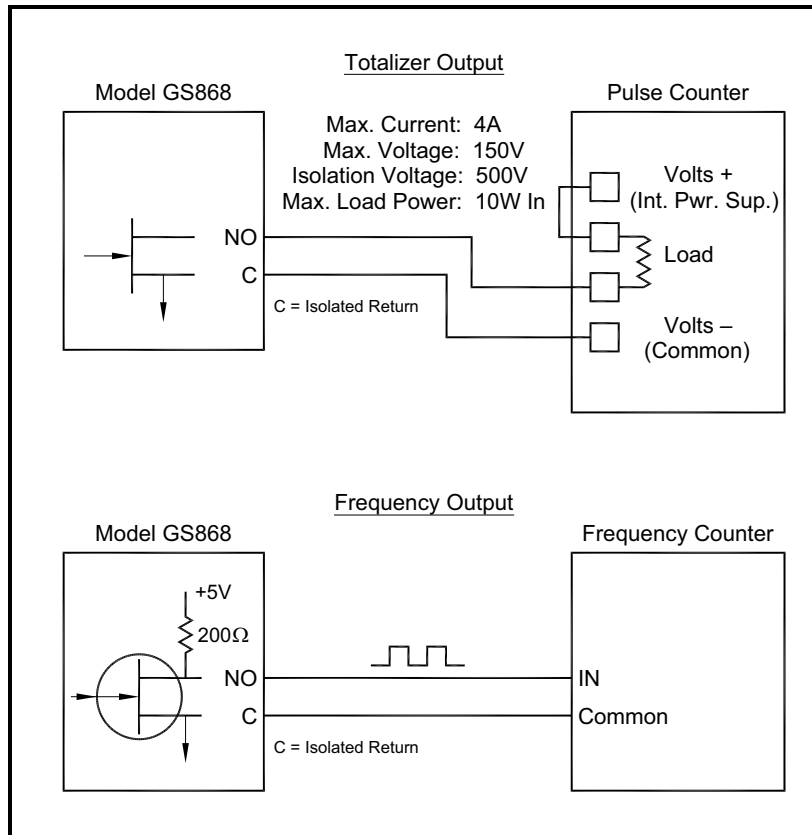 Totalizer Output
Model GS868
Pulse Counter
Max. Current: 4A
Max. Voltage: 150V
Isolation Voltage: 500V
Max. Load Power: 10W In
Volts +
(Int. Pwr. Sup.)
NO
Load
C
C = Isolated Return
Volts –
(Common)
Frequency Output
Model GS868
Frequency Counter
+5V
200Ω
NO
IN
C
Common
C = Isolated Return